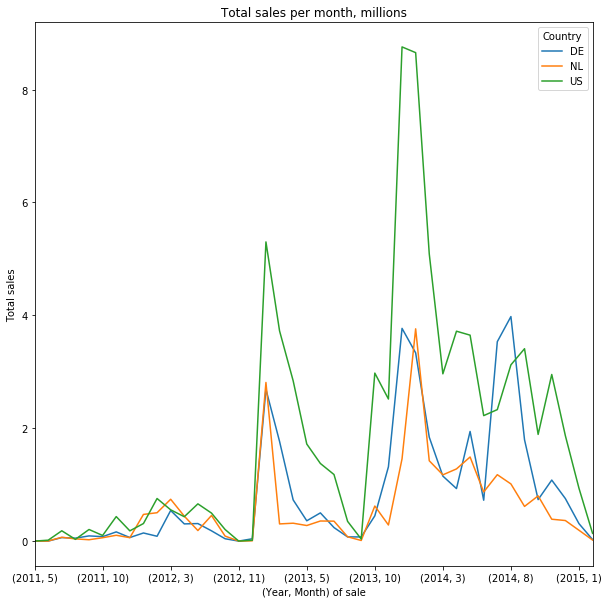 Total sales per month, millions
Country
DE
NL
US
Total sales
8
6
4
2
0
(2011, 5) (2011, 10) (2012, 3) (2012, 11) (2013, 5) (2013, 10) (2014, 3) (2014, 8) (2015, 1)
(Year, Month) of sale